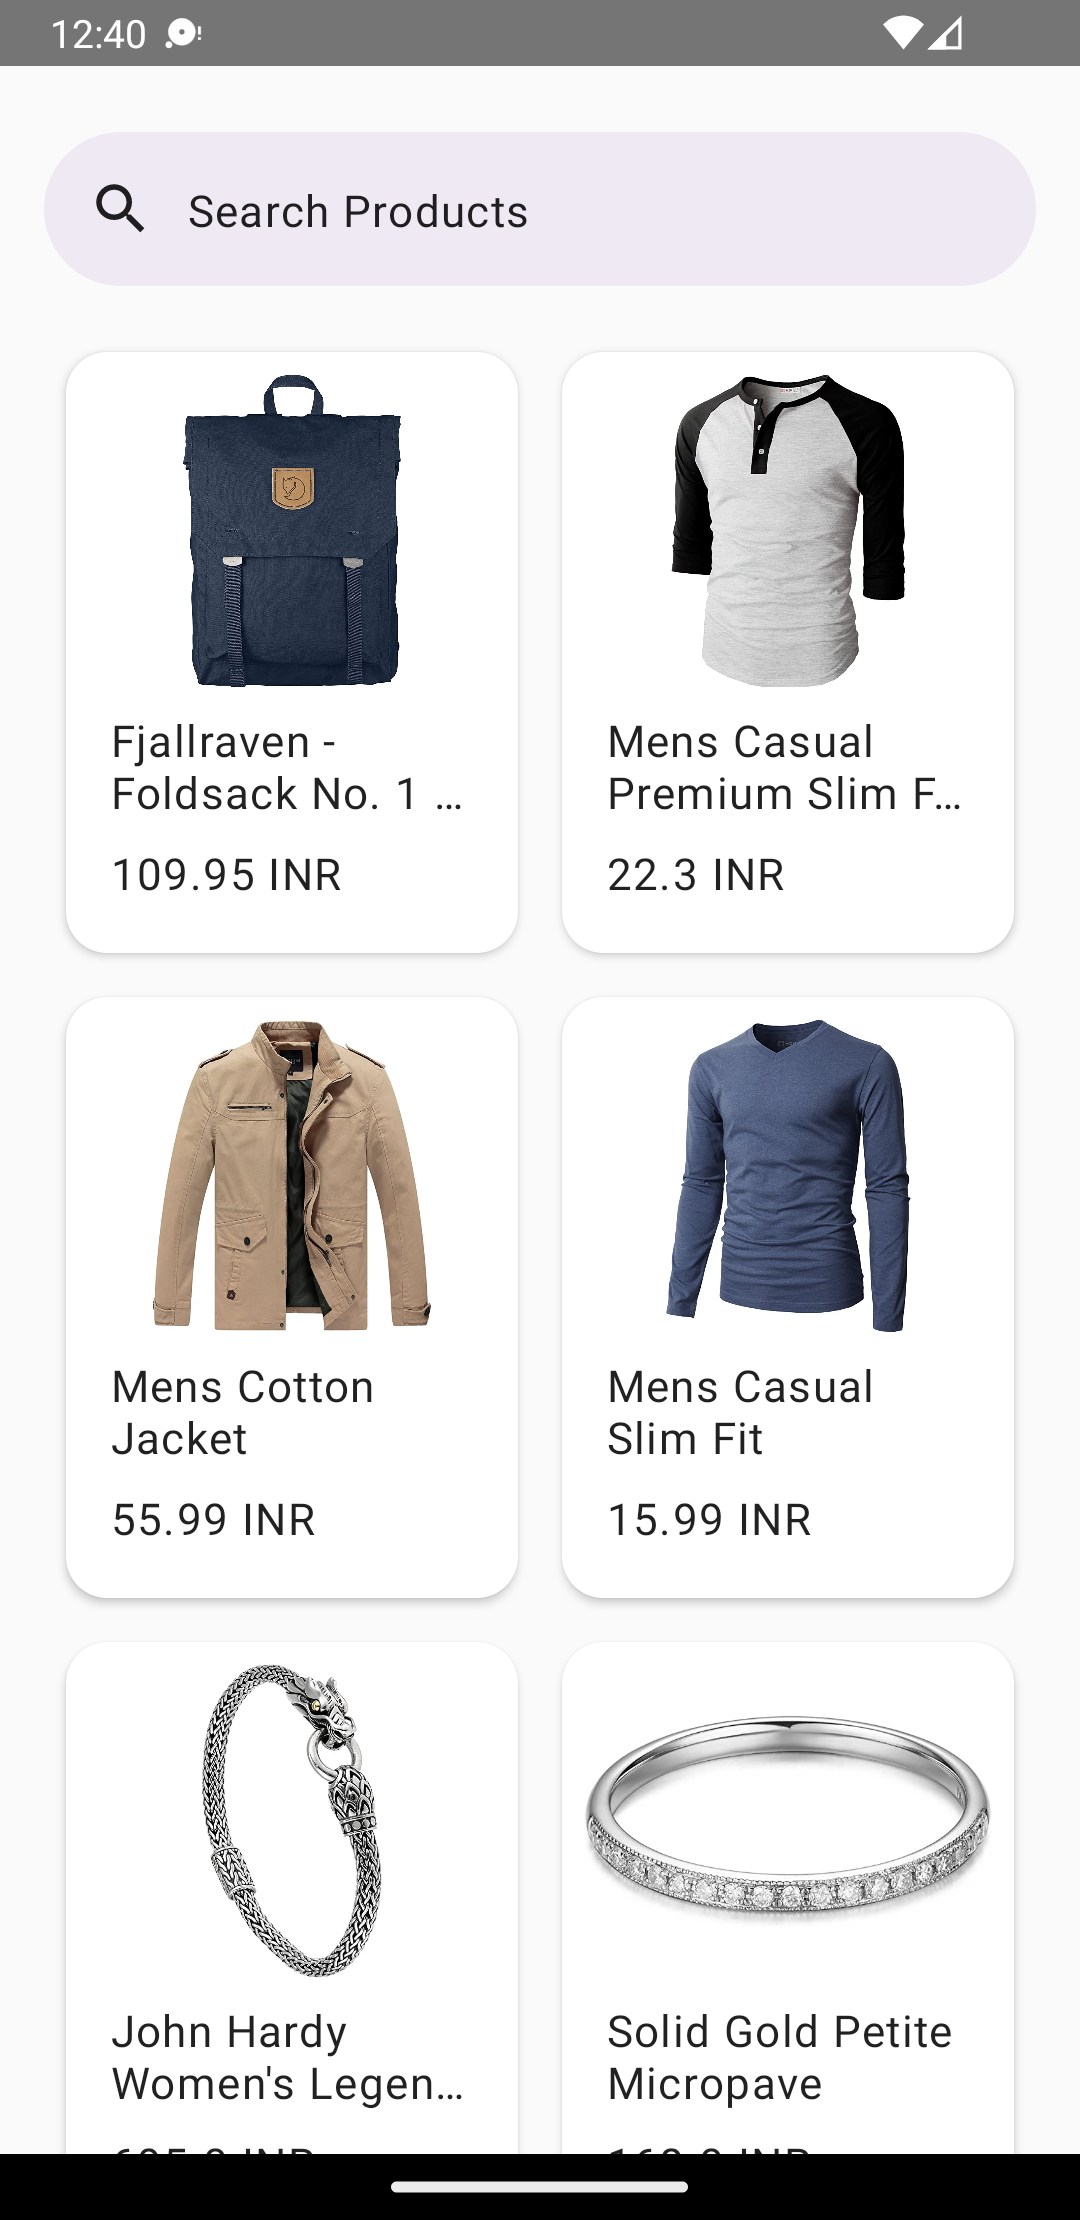 12:40
Search Products
Fjallraven -
Foldsack No. 1 …
109.95 INR
Mens Casual
Premium Slim F…
22.3 INR
Mens Cotton
Jacket
55.99 INR
Mens Casual
Slim Fit
15.99 INR
John Hardy
Women's Legen…
Solid Gold Petite
Micropave